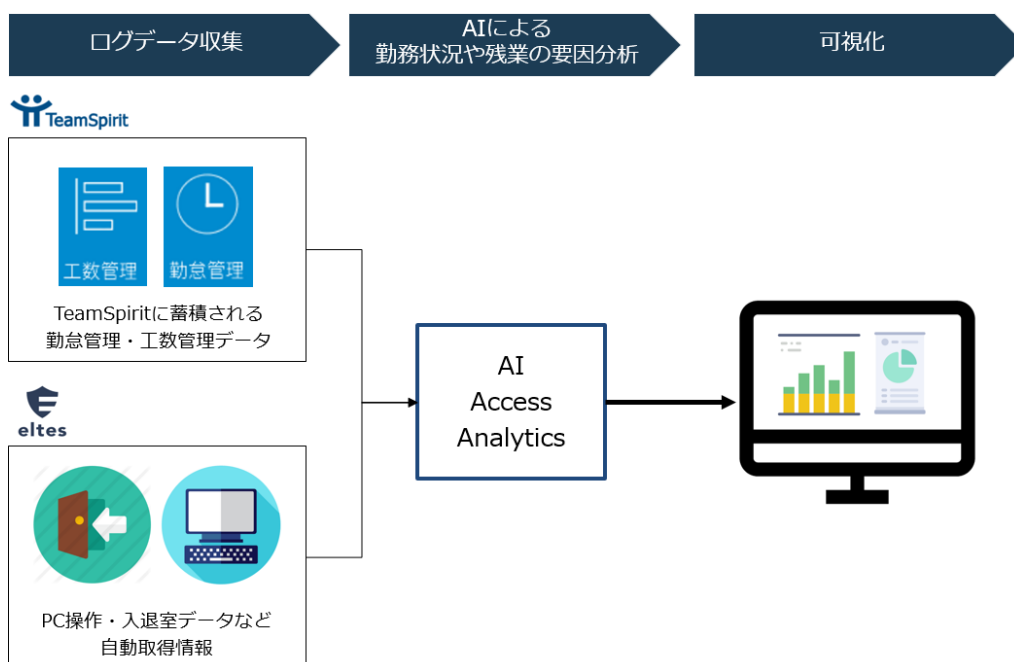 ログデータ収集
AIによる
勤務状況や残業の要因分析
可視化
TeamSpirit
工数管理
勤怠管理
TeamSpiritに蓄積される
勤怠管理・工数管理データ
eltes
PC操作・入退室データなど
自動取得情報
AI
Access
Analytics